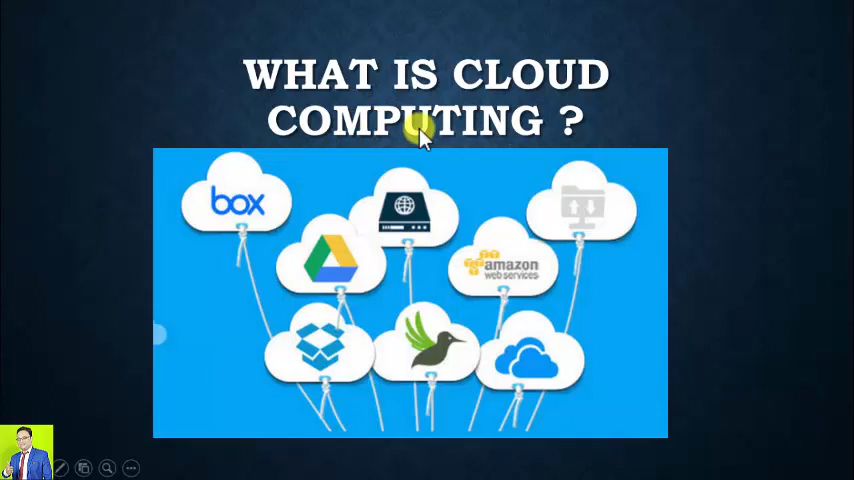 WHAT IS CLOUD
COMPUTING ?
box
amazon
web services